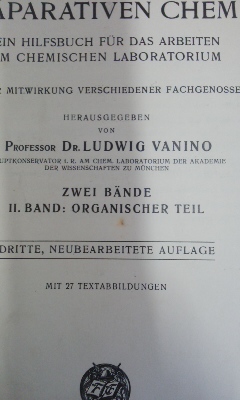 ÄPARATIVEN CHEM
EIN HILFSBUCH FÜR DAS ARBEITEN
M CHEMISCHEN LABORATORIUM
MITWIRKUNG VERSCHIEDENER FACHGENOSSE
HERAUSGEGEBEN
VON
PROFESSOR DR. LUDWIG VANINO
UPTKONSERVATOR I. R. AM CHEM. LABORATORIUM DER AKADEMIE
DER WISSENSCHAFTEN ZU MÜNCHEN
ZWEI BÄNDE
II. BAND: ORGANISCHER TEIL
DRITTE, NEUBEARBEITETE AUFLAGE
MIT 27 TEXTABBILDUNGEN